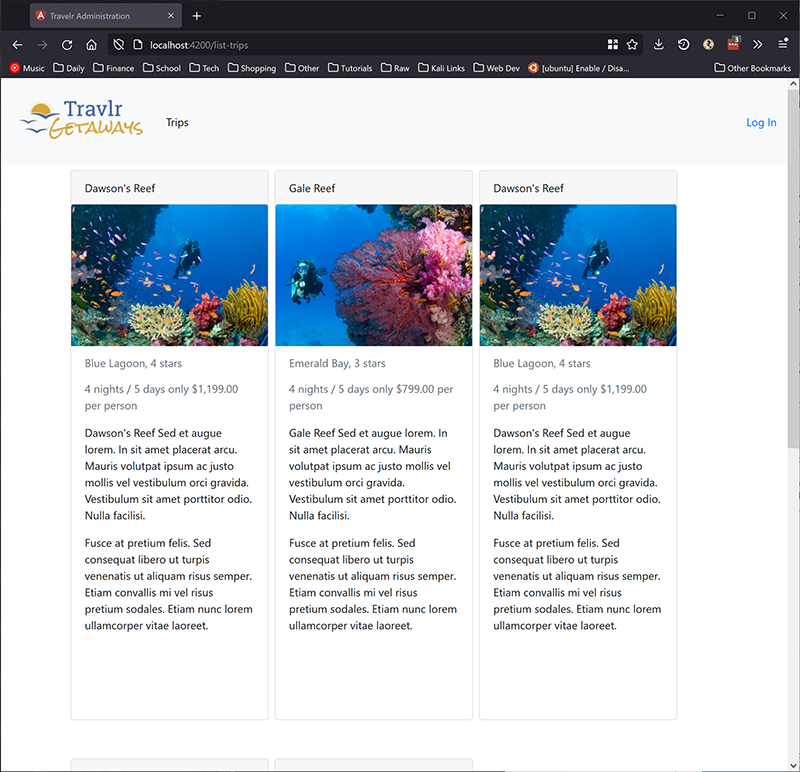 Travelr Administration
localhost:4200/list-trips
3
Music Daily Finance School Tech Shopping Other Tutorials Raw Kali Links Web Dev [ubuntu] Enable / Disa... Other Bookmarks
Travlr
Getaways
Trips
Log In
Dawson's Reef
Blue Lagoon, 4 stars
4 nights / 5 days only $1,199.00
per person
Dawson's Reef Sed et augue
lorem. In sit amet placerat arcu.
Mauris volutpat ipsum ac justo
mollis vel vestibulum orci gravida.
Vestibulum sit amet porttitor odio.
Nulla facilisi.
Fusce at pretium felis. Sed
consequat libero ut turpis
venenatis ut aliquam risus semper.
Etiam convallis mi vel risus
pretium sodales. Etiam nunc lorem
ullamcorper vitae laoreet.
Gale Reef
Emerald Bay, 3 stars
4 nights / 5 days only $799.00 per
person
Gale Reef Sed et augue lorem. In
sit amet placerat arcu. Mauris
volutpat ipsum ac justo mollis vel
vestibulum orci gravida.
Vestibulum sit amet porttitor odio.
Nulla facilisi.
Fusce at pretium felis. Sed
consequat libero ut turpis
venenatis ut aliquam risus semper.
Etiam convallis mi vel risus
pretium sodales. Etiam nunc lorem
ullamcorper vitae laoreet.
Dawson's Reef
Blue Lagoon, 4 stars
4 nights / 5 days only $1,199.00
per person
Dawson's Reef Sed et augue
lorem. In sit amet placerat arcu.
Mauris volutpat ipsum ac justo
mollis vel vestibulum orci gravida.
Vestibulum sit amet porttitor odio.
Nulla facilisi.
Fusce at pretium felis. Sed
consequat libero ut turpis
venenatis ut aliquam risus semper.
Etiam convallis mi vel risus
pretium sodales. Etiam nunc lorem
ullamcorper vitae laoreet.